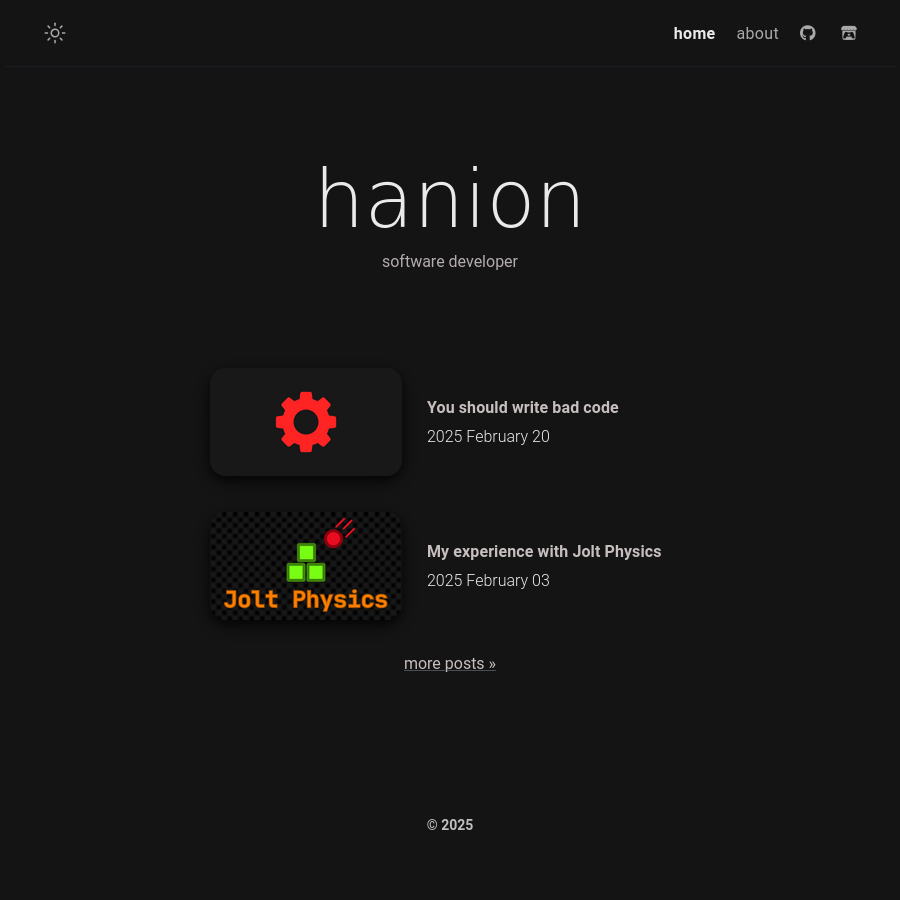 home about
hanion
software developer
You should write bad code
2025 February 20
Jolt Physics
My experience with Jolt Physics
2025 February 03
more posts »
© 2025